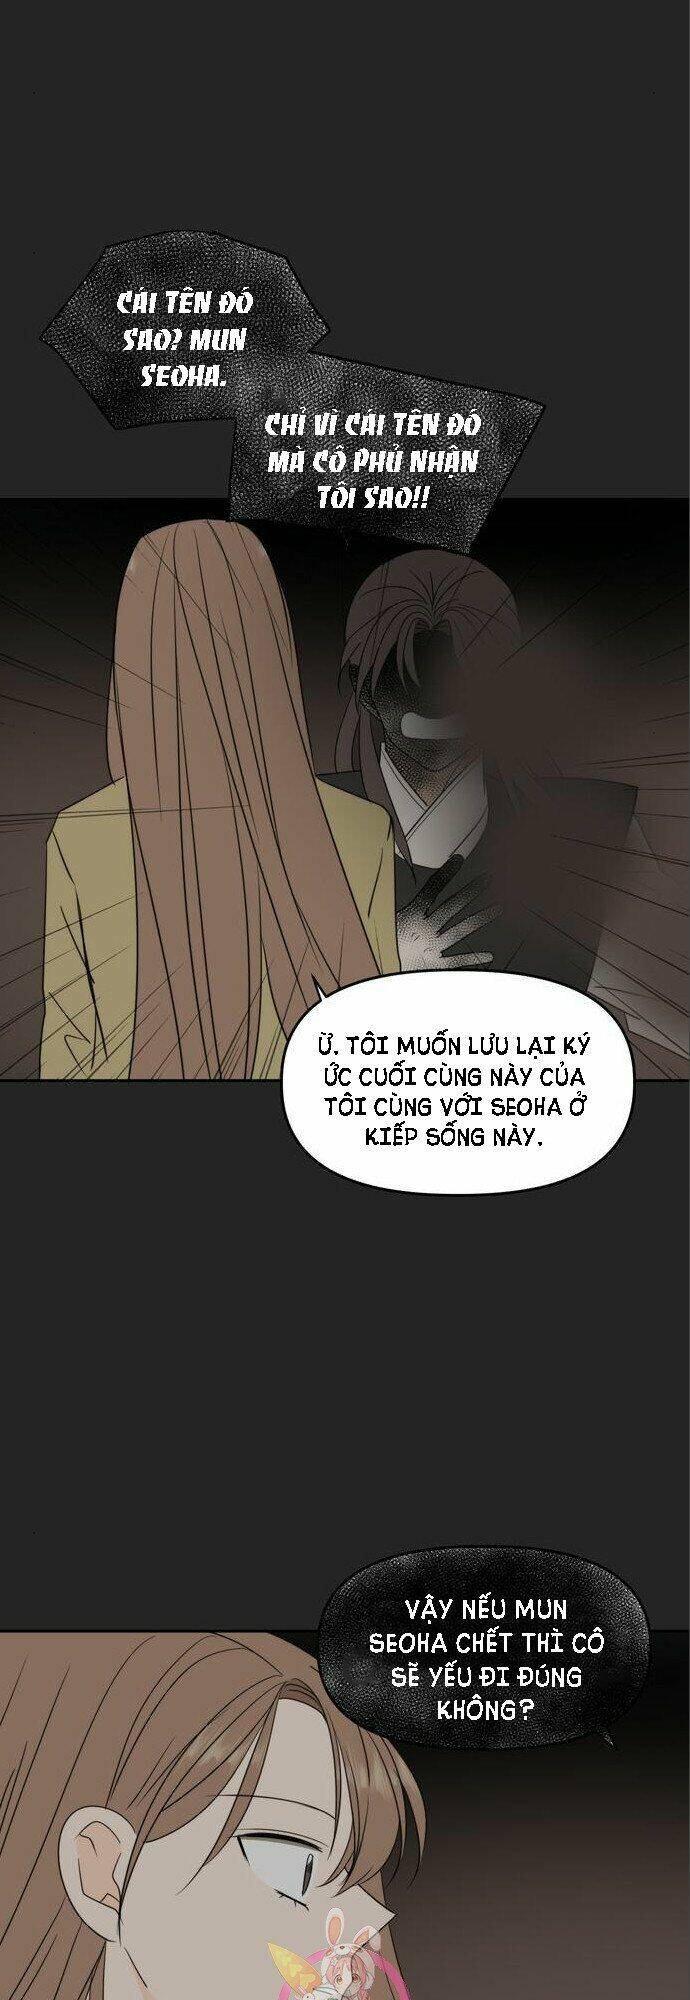 CÁI TÊN ĐÓ
SAO? MUN
SEOHA.
CHỈ VÌ CÁI TÊN ĐÓ
MÀ CÔ PHỦ NHẬN
TÔI SAO!!
Ừ. TÔI MUỐN LƯU LẠI KÝ
ỨC CUỐI CÙNG NÀY CỦA
TÔI CÙNG VỚI SEOHA Ở
KIẾP SỐNG NÀY.
VẬY NẾU MUN
SEOHA CHẾT THÌ CÔ
SẼ YẾU ĐI ĐÚNG
KHÔNG?